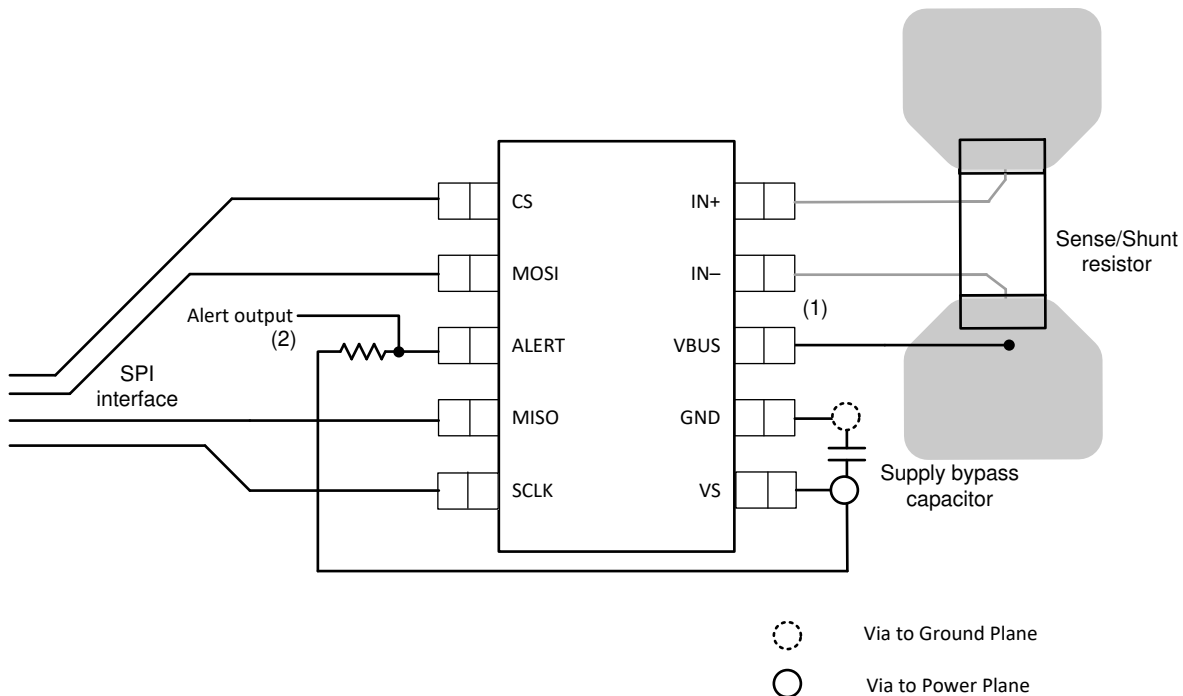 CS
MOSI
ALERT
MISO
SCLK
IN+
IN–
VBUS
GND
VS
Alert output
(2)
SPI
interface
(1)
Sense/Shunt
resistor
Supply bypass
capacitor
Via to Ground Plane
Via to Power Plane